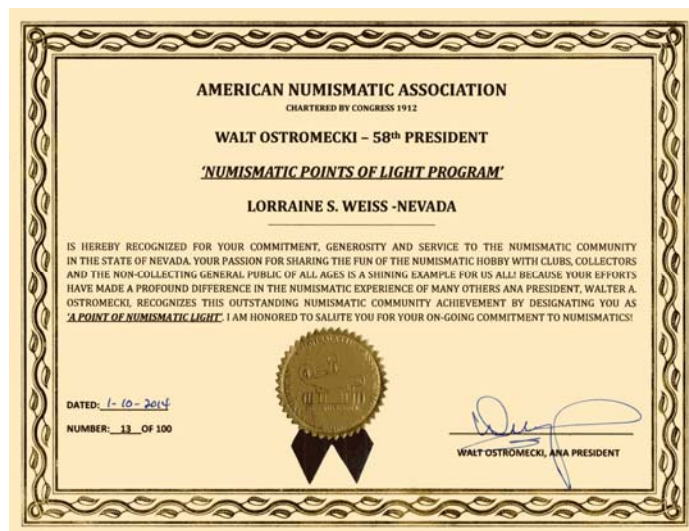 AMERICAN NUMISMATIC ASSOCIATION
CHARTERED BY CONGRESS 1912
WALT OSTROMECKI – 58th PRESIDENT
'NUMISMATIC POINTS OF LIGHT PROGRAM'
LORRAINE S. WEISS -NEVADA
IS HEREBY RECOGNIZED FOR YOUR COMMITMENT, GENEROSITY AND SERVICE TO THE NUMISMATIC COMMUNITY
IN THE STATE OF NEVADA. YOUR PASSION FOR SHARING THE FUN OF THE NUMISMATIC HOBBY WITH CLUBS, COLLECTORS
AND THE NON-COLLECTING GENERAL PUBLIC OF ALL AGES IS A SHINING EXAMPLE FOR US ALL! BECAUSE YOUR EFFORTS
HAVE MADE A PROFOUND DIFFERENCE IN THE NUMISMATIC EXPERIENCE OF MANY OTHERS ANA PRESIDENT, WALTER A.
OSTROMECKI, RECOGNIZES THIS OUTSTANDING NUMISMATIC COMMUNITY ACHIEVEMENT BY DESIGNATING YOU AS
'A POINT OF NUMISMATIC LIGHT'. I AM HONORED TO SALUTE YOU FOR YOUR ON-GOING COMMITMENT TO NUMISMATICS!
DATED: 1-10-2014
NUMBER: 13 OF 100
WALT OSTROMECKI, ANA PRESIDENT